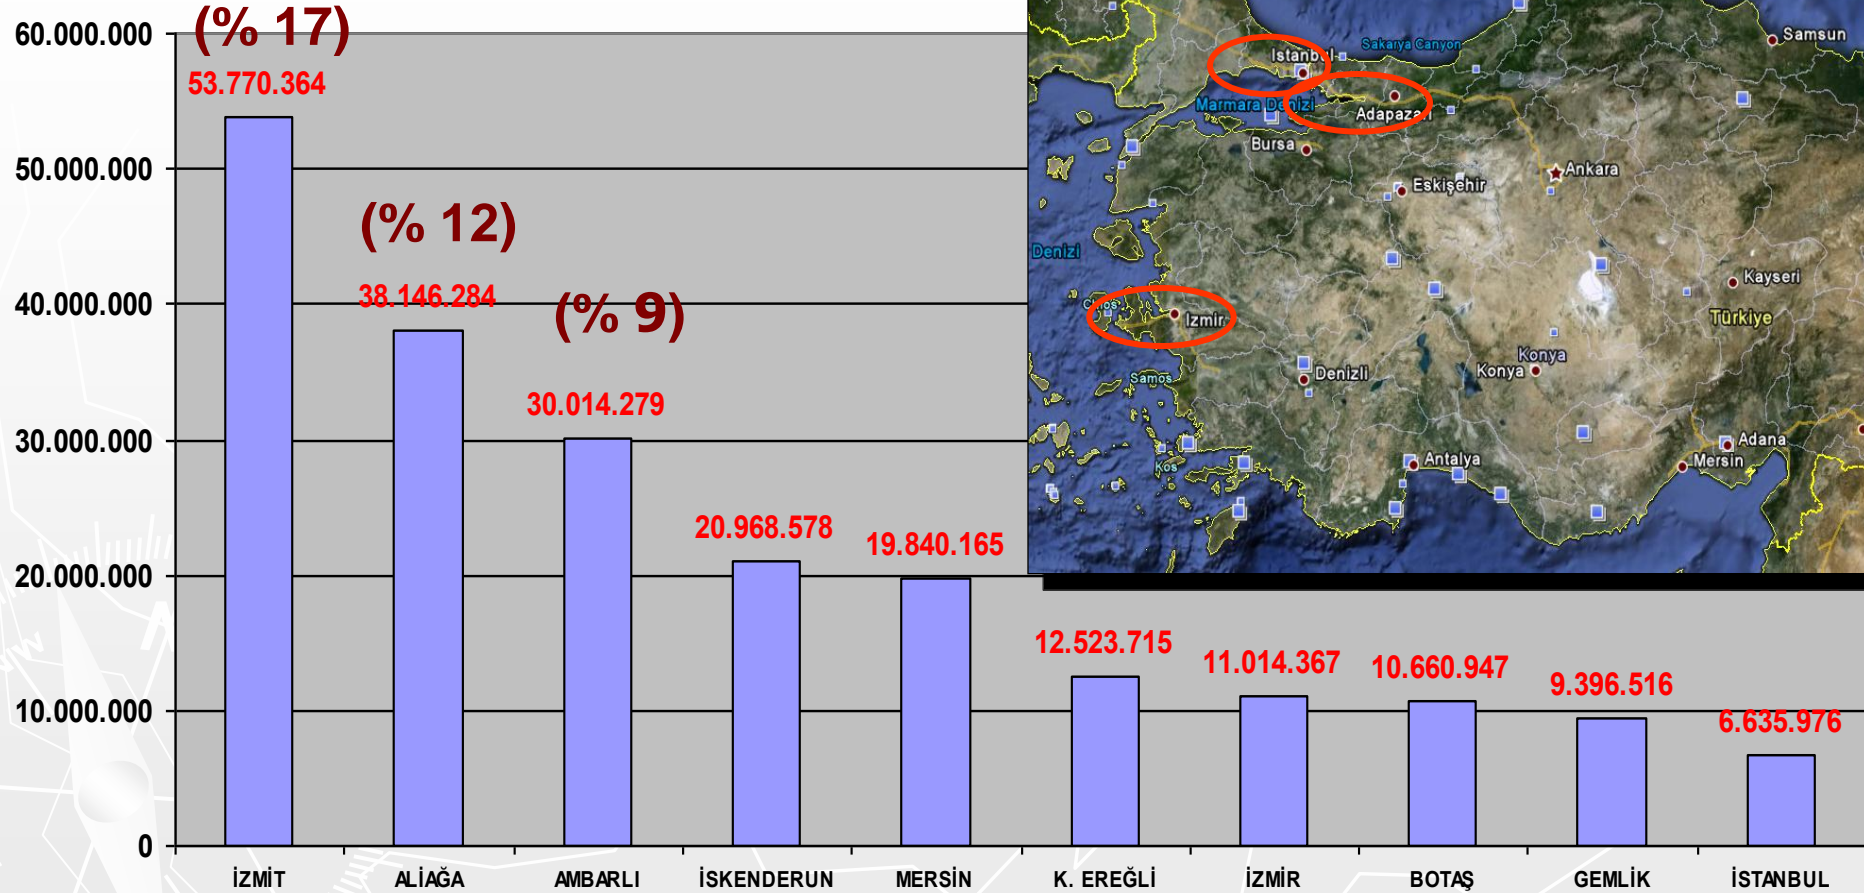 60.000.000
50.000.000
40.000.000
30.000.000
20.000.000
10.000.000
0
(% 17)
53.770.364
(% 12)
38.146.284
(% 9)
30.014.279
20.968.578
19.840.165
12.523.715
11.014.367
10.660.947
9.396.516
6.635.976
İZMİT
ALİAĞA
AMBARLI
İSKENDERUN
MERSİN
K. EREĞLİ
İZMİR
BOTAŞ
GEMLİK
İSTANBUL
Istanbul
Sakarya Canyon
Samsun
Marmara Denizi
Adapazarı
Bursa
Ankara
Eskişehir
Denizi
Kayseri
Izmir
Türkiye
Konya
Konya
Samos
Denizli
Adana
Mersin
Antalya
Kos